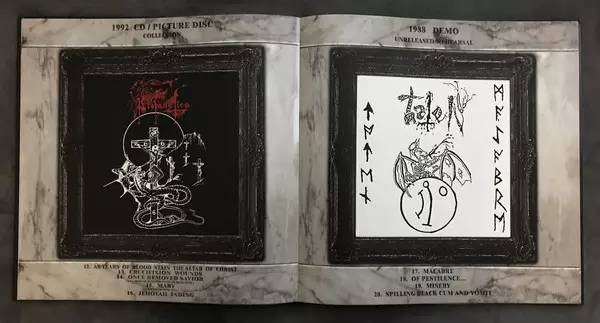 1992 CD / PICTURE DISC
COLLECTION
Profanatica
12. AS TEARS OF BLOOD STAIN THE ALTAR OF CHRIST
13. CRUCIFIXION WOUNDS
14. ONCE REMOVED SAVIOR
15. MARY
16. JEHOVAH FADING
1988 DEMO
UNRELEASED REHEARSAL
17. MACABRE
18. OF PESTILENCE...
19. MISERY
20. SPILLING BLACK CUM AND VOMIT